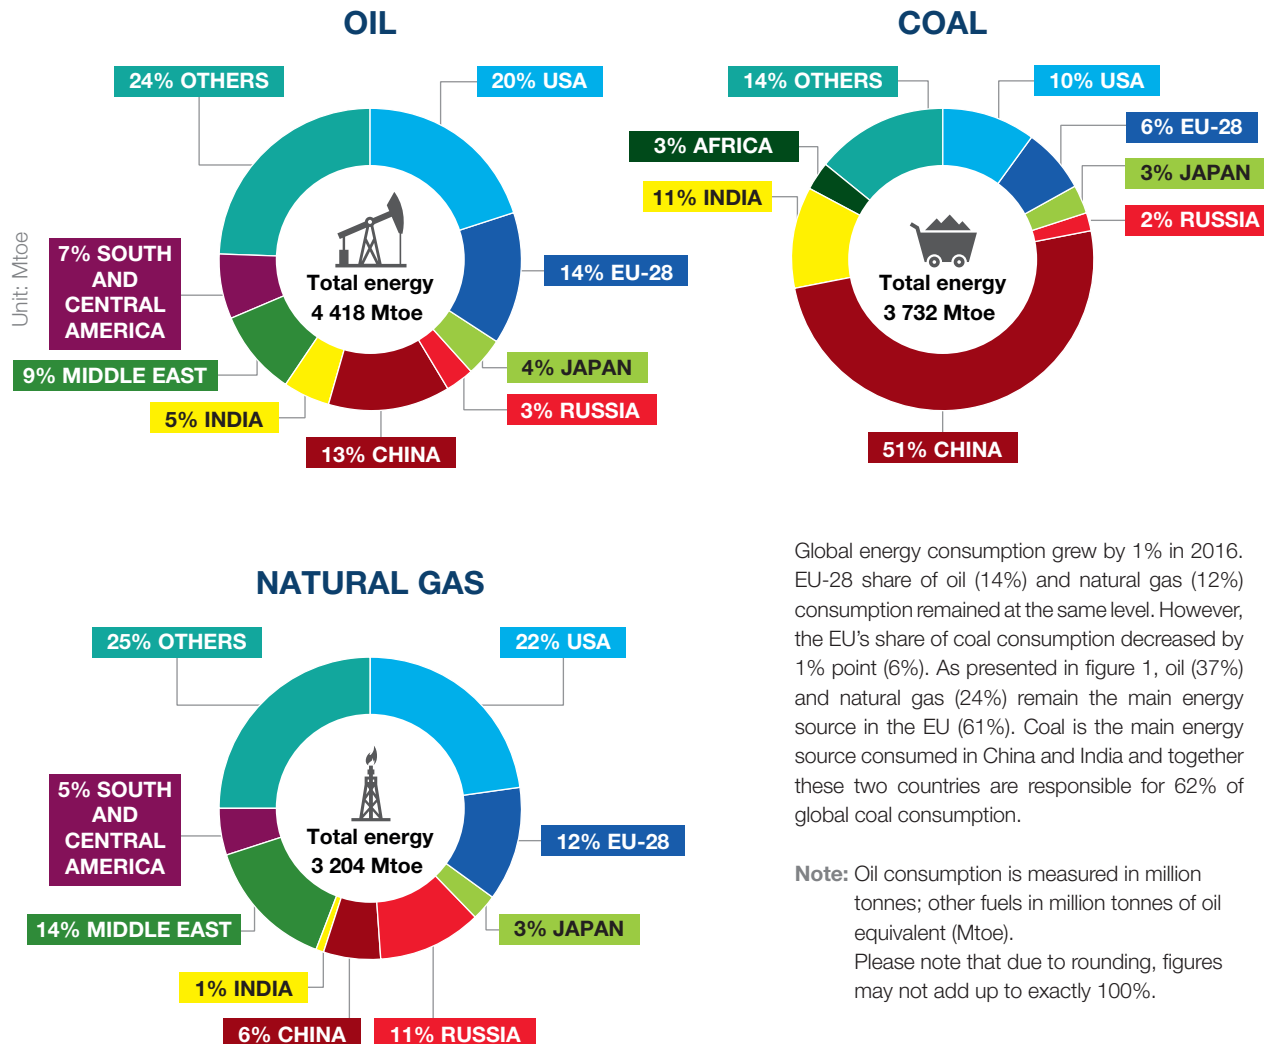 OIL
24% OTHERS
20% USA
7% SOUTH
AND
CENTRAL
AMERICA
Unit: Mtoe
Total energy
4 418 Mtoe
14% EU-28
9% MIDDLE EAST
4% JAPAN
5% INDIA
3% RUSSIA
13% CHINA
COAL
14% OTHERS
10% USA
6% EU-28
3% AFRICA
3% JAPAN
11% INDIA
2% RUSSIA
Total energy
3 732 Mtoe
51% CHINA
NATURAL GAS
25% OTHERS
22% USA
5% SOUTH
AND
CENTRAL
AMERICA
Total energy
3 204 Mtoe
12% EU-28
14% MIDDLE EAST
3% JAPAN
1% INDIA
6% CHINA
11% RUSSIA
Global energy consumption grew by 1% in 2016.
EU-28 share of oil (14%) and natural gas (12%)
consumption remained at the same level. However,
the EU's share of coal consumption decreased by
1% point (6%). As presented in figure 1, oil (37%)
and natural gas (24%) remain the main energy
source in the EU (61%). Coal is the main energy
source consumed in China and India and together
these two countries are responsible for 62% of
global coal consumption.
Note: Oil consumption is measured in million
tonnes; other fuels in million tonnes of oil
equivalent (Mtoe).
Please note that due to rounding, figures
may not add up to exactly 100%.